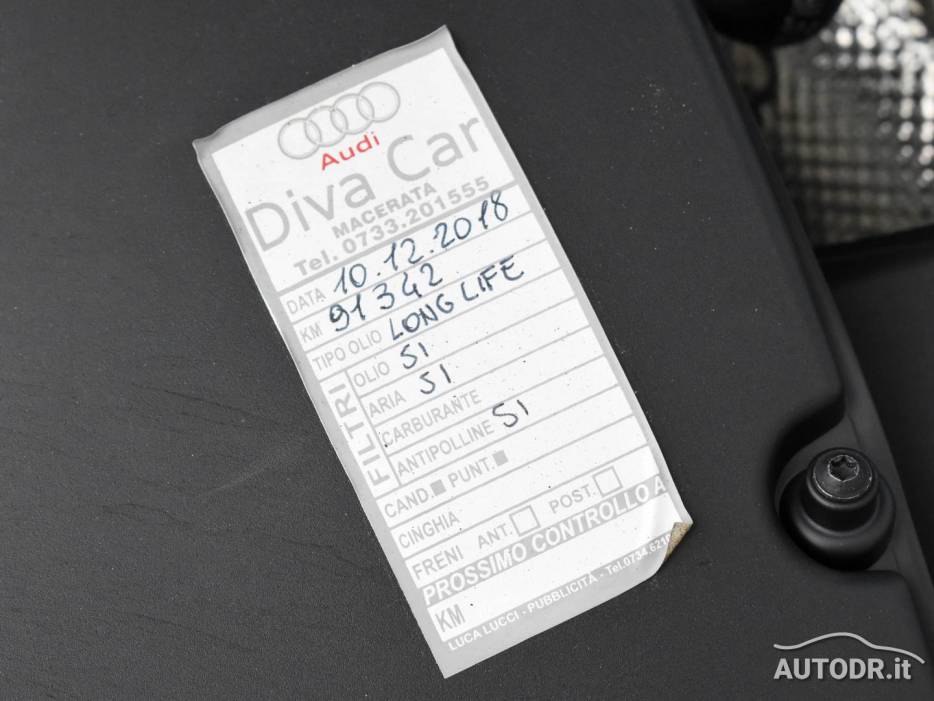 Audi
Diva Car
MACERATA
Tel. 0733.201555
DATA 10.12.2018
KM 91342
TIPO OLIO LONG LIFE
FILTRI
OLIO SI
ARIA SI
CARBURANTE
ANTIPOLLINE SI
CAND. PUNT.
CINGHIA
FRENI ANT. POST.
PROSSIMO CONTROLLO A
KM
LUCA LUCCI - PUBBLICITÀ - Tel.0734.
AUTODR.it